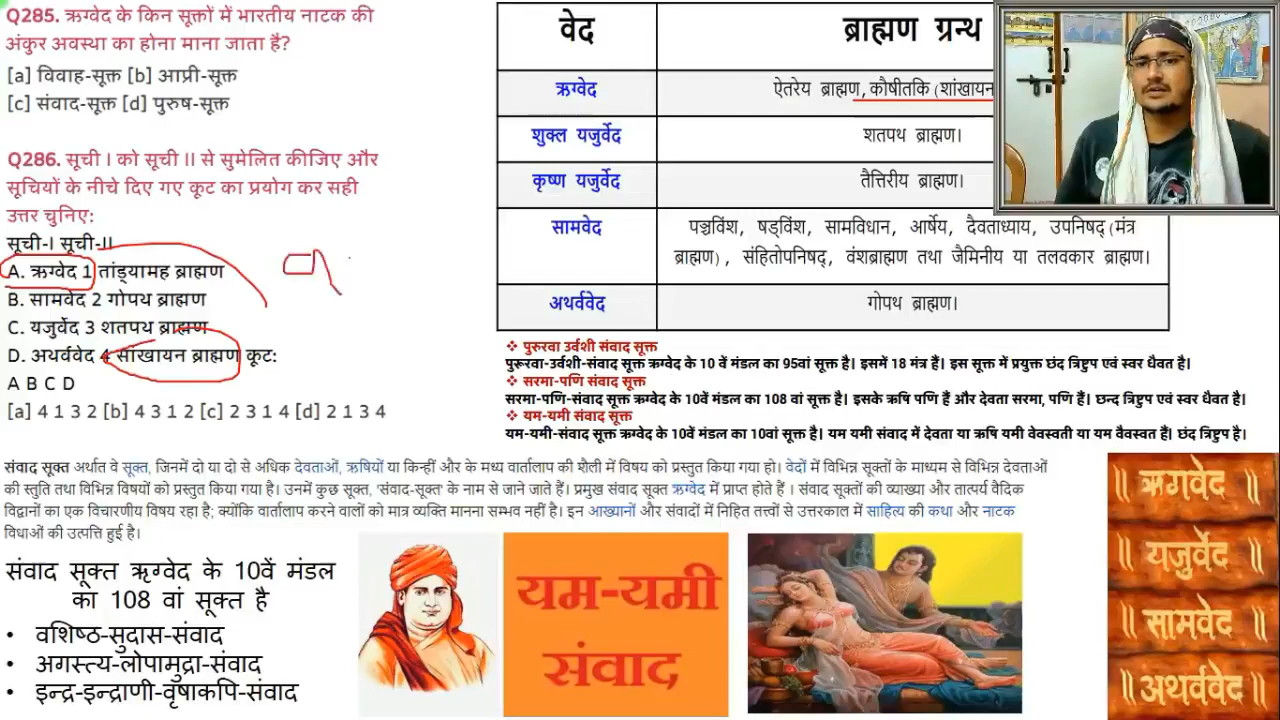 Q285. ऋग्वेद के किन सूक्तों में भारतीय नाटक की
अंकुर अवस्था का होना माना जाता है?
[a] विवाह-सूक्त [b] आप्री-सूक्त
[c] संवाद-सूक्त [d] पुरुष-सूक्त
Q286. सूची I को सूची II से सुमेलित कीजिए और
सूचियों के नीचे दिए गए कूट का प्रयोग कर सही
उत्तर चुनिए:
सूची-I सूची-II
A. ऋग्वेद 1 तांड्यामह ब्राह्मण
B. सामवेद 2 गोपथ ब्राह्मण
C. यजुर्वेद 3 शतपथ ब्राह्मण
D. अथर्ववेद 4 सांखायन ब्राह्मण कूट:
A B C D
[a] 4 1 3 2 [b] 4 3 1 2 [c] 2 3 1 4 [d] 2 1 3 4
वेद ब्राह्मण ग्रन्थ
ऋग्वेद ऐतरेय ब्राह्मण, कौषीतकि (शांखायन
शुक्ल यजुर्वेद शतपथ ब्राह्मण।
कृष्ण यजुर्वेद तैत्तिरीय ब्राह्मण।
सामवेद पञ्चविंश, षड्विंश, सामविधान, आर्षेय, दैवताध्याय, उपनिषद् (मंत्र
ब्राह्मण), संहितोपनिषद्, वंशब्राह्मण तथा जैमिनीय या तलवकार ब्राह्मण।
अथर्ववेद गोपथ ब्राह्मण।
❖ पुरुरवा उर्वशी संवाद सूक्त
पुरूरवा-उर्वशी-संवाद सूक्त ऋग्वेद के 10 वें मंडल का 95वां सूक्त है। इसमें 18 मंत्र हैं। इस सूक्त में प्रयुक्त छंद त्रिष्टुप एवं स्वर धैवत है।
❖ सरमा-पणि संवाद सूक्त
सरमा-पणि-संवाद सूक्त ऋग्वेद के 10वें मंडल का 108 वां सूक्त है। इसके ऋषि पणि हैं और देवता सरमा, पणि हैं। छन्द त्रिष्टुप एवं स्वर धैवत है।
❖ यम-यमी संवाद सूक्त
यम-यमी-संवाद सूक्त ऋग्वेद के 10वें मंडल का 10वां सूक्त है। यम यमी संवाद में देवता या ऋषि यमी वेवस्वती या यम वैवस्वत हैं। छंद त्रिष्टुप है।
संवाद सूक्त अर्थात वे सूक्त, जिनमें दो या दो से अधिक देवताओं, ऋषियों या किन्हीं और के मध्य वार्तालाप की शैली में विषय को प्रस्तुत किया गया हो। वेदों में विभिन्न सूक्तों के माध्यम से विभिन्न देवताओं
की स्तुति तथा विभिन्न विषयों को प्रस्तुत किया गया है। उनमें कुछ सूक्त, 'संवाद-सूक्त' के नाम से जाने जाते हैं। प्रमुख संवाद सूक्त ऋग्वेद में प्राप्त होते हैं । संवाद सूक्तों की व्याख्या और तात्पर्य वैदिक
विद्वानों का एक विचारणीय विषय रहा है; क्योंकि वार्तालाप करने वालों को मात्र व्यक्ति मानना सम्भव नहीं है। इन आख्यानों और संवादों में निहित तत्त्वों से उत्तरकाल में साहित्य की कथा और नाटक
विधाओं की उत्पत्ति हुई है।
संवाद सूक्त ऋग्वेद के 10वें मंडल
का 108 वां सूक्त है
• वशिष्ठ-सुदास-संवाद
• अगस्त्य-लोपामुद्रा-संवाद
• इन्द्र-इन्द्राणी-वृषाकपि-संवाद
यम-यमी
संवाद
॥ ऋगवेद ॥
॥ यजुर्वेद ॥
॥ सामवेद ॥
॥ अथर्ववेद ॥